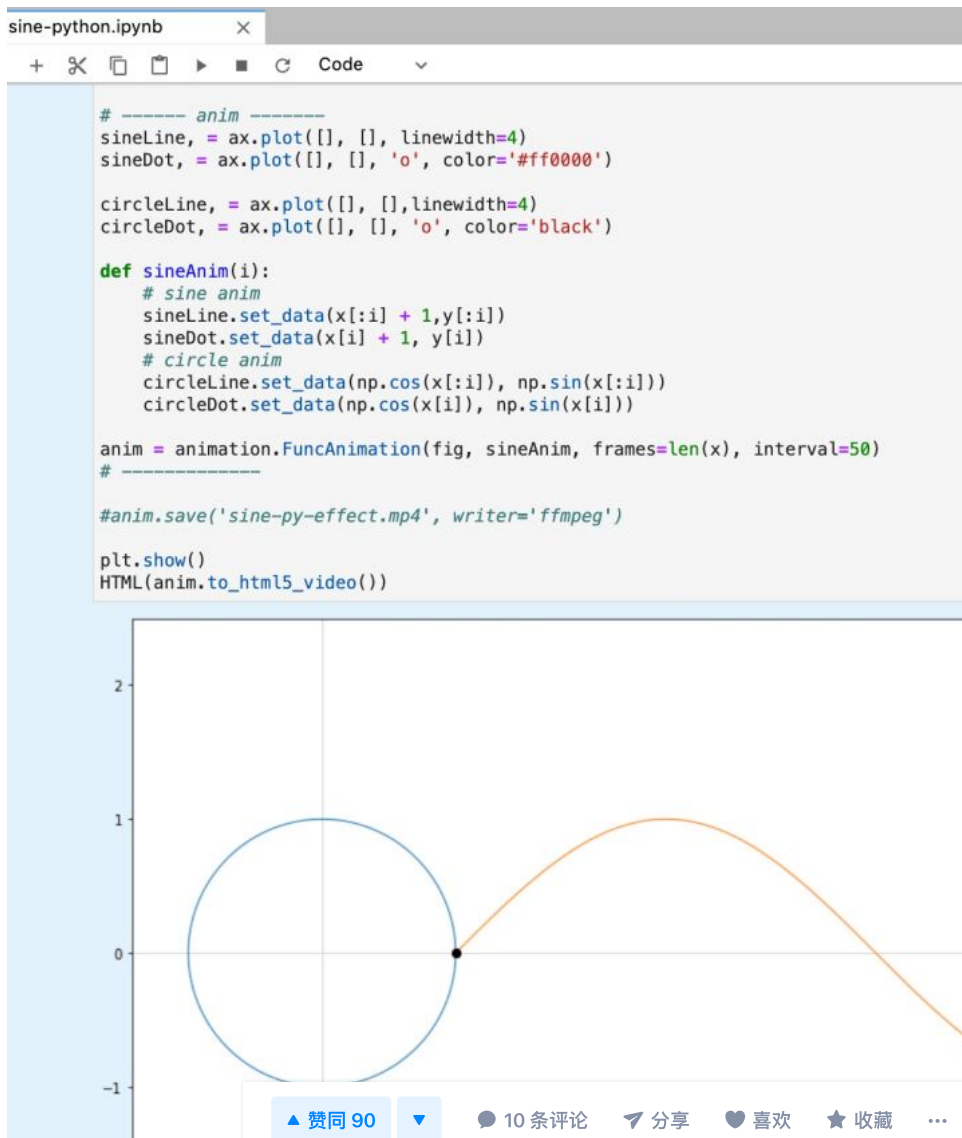 sine-python.ipynb
Code
# —————— anim ———————
sineLine, = ax.plot([], [], linewidth=4)
sineDot, = ax.plot([], [], 'o', color='#ff0000')
circleLine, = ax.plot([], [],linewidth=4)
circleDot, = ax.plot([], [], 'o', color='black')
def sineAnim(i):
    # sine anim
    sineLine.set_data(x[:i] + 1,y[:i])
    sineDot.set_data(x[i] + 1, y[i])
    # circle anim
    circleLine.set_data(np.cos(x[:i]), np.sin(x[:i]))
    circleDot.set_data(np.cos(x[i]), np.sin(x[i]))
anim = animation.FuncAnimation(fig, sineAnim, frames=len(x), interval=50)
# —————————————
#anim.save('sine-py-effect.mp4', writer='ffmpeg')
plt.show()
HTML(anim.to_html5_video())
2
1
0
−1
赞同 90 10 条评论 分享 喜欢 收藏